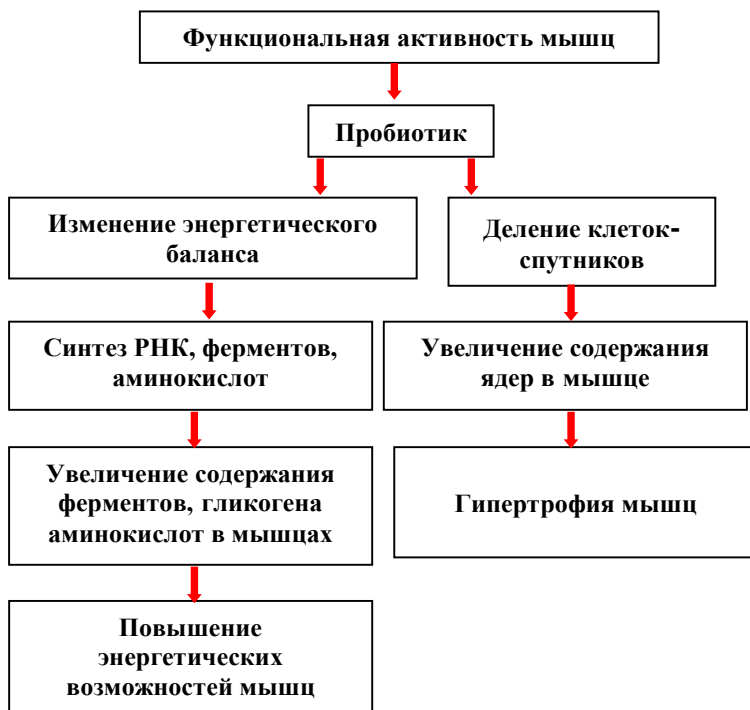 Функциональная активность мышц
Пробиотик
Изменение энергетического
баланса
Деление клеток-
спутников
Синтез РНК, ферментов,
аминокислот
Увеличение содержания
ядер в мышце
Увеличение содержания
ферментов, гликогена
аминокислот в мышцах
Гипертрофия мышц
Повышение
энергетических
возможностей мышц